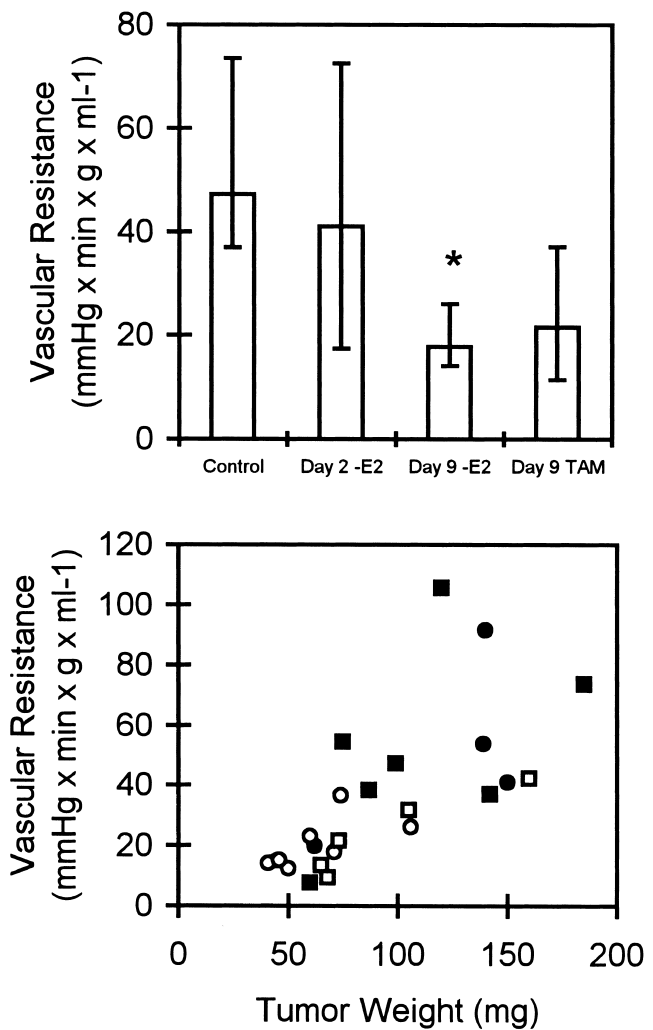 Vascular Resistance
(mmHg x min x g x ml-1)
80
60
40
20
0
*
Control Day 2 -E2 Day 9 -E2 Day 9 TAM
Vascular Resistance
(mmHg x min x g x ml-1)
120
100
80
60
40
20
0
0 50 100 150 200
Tumor Weight (mg)